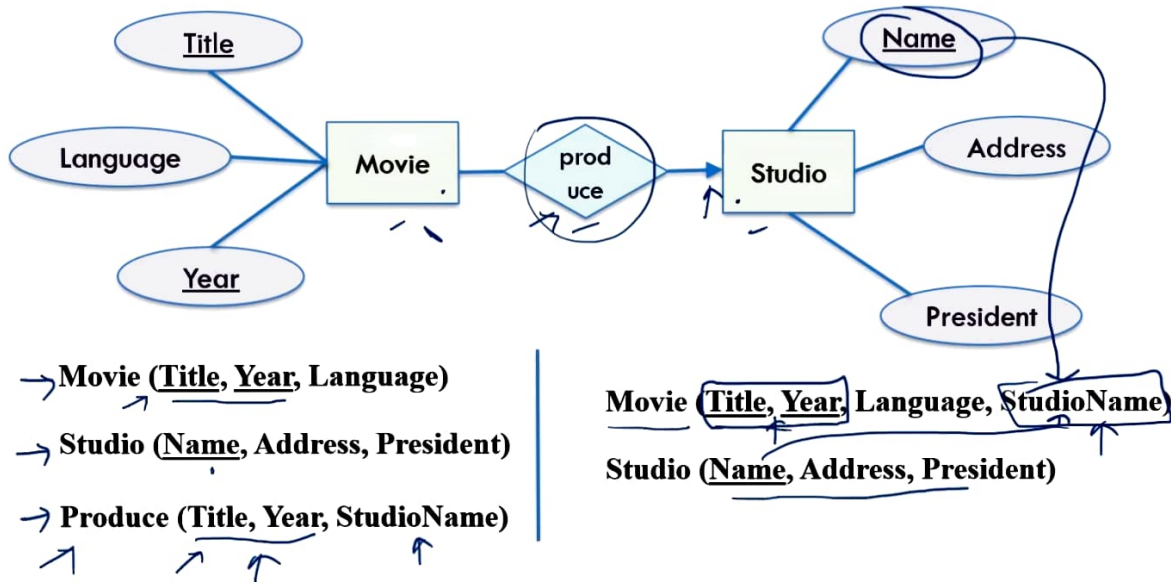 Title
Name
Language
Movie
prod
uce
Studio
Address
Year
President
Movie (Title, Year, Language)
Studio (Name, Address, President)
Produce (Title, Year, StudioName)
Movie (Title, Year, Language, StudioName)
Studio (Name, Address, President)